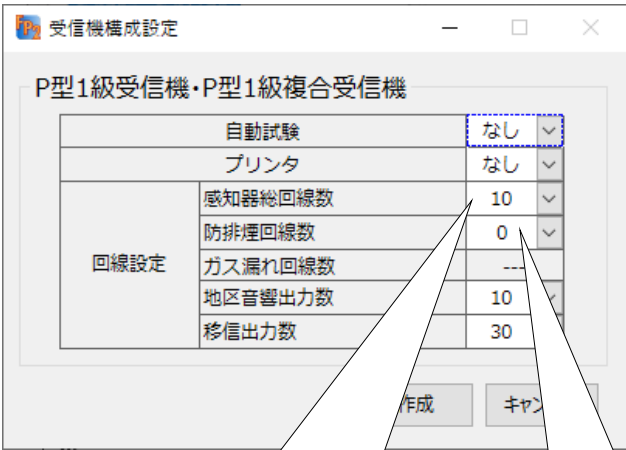 受信機構成設定
P型1級受信機・P型1級複合受信機
自動試験 なし
プリンタ なし
回線設定
感知器総回線数 10
防排煙回線数 0
ガス漏れ回線数 ---
地区音響出力数 10
移信出力数 30
作成 キャン